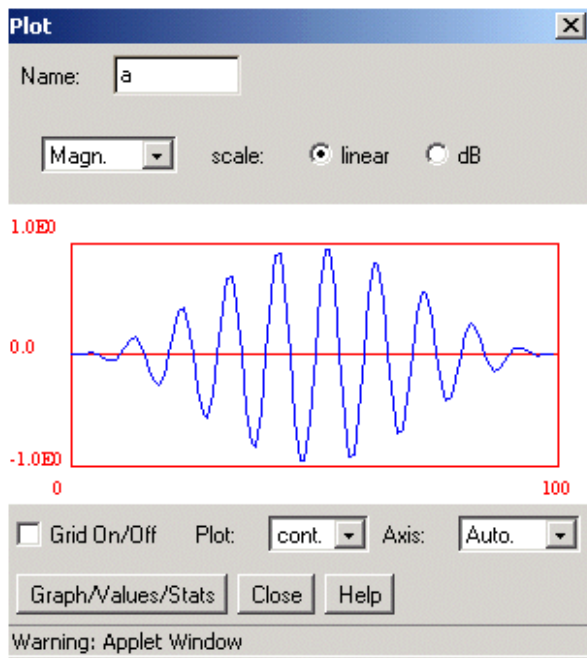 Plot
Name: a
Magn. scale: linear dB
1.0E0
0.0
-1.0E0
0 100
Grid On/Off Plot: cont. Axis: Auto.
Graph/Values/Stats Close Help
Warning: Applet Window